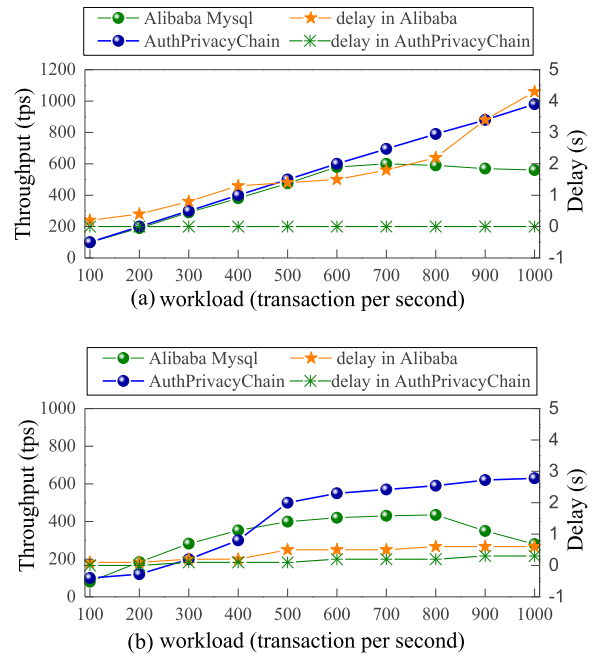 Alibaba Mysql delay in Alibaba
AuthPrivacyChain delay in AuthPrivacyChain
1200 5
1000 4
800 3
600 2
400 1
200 0
0 -1
Throughput (tps)
Delay (s)
100 200 300 400 500 600 700 800 900 1000
(a) workload (transaction per second)
Alibaba Mysql delay in Alibaba
AuthPrivacyChain delay in AuthPrivacyChain
1000 5
4
800 3
600 2
400 1
200 0
0 -1
Throughput (tps)
Delay (s)
100 200 300 400 500 600 700 800 900 1000
(b) workload (transaction per second)